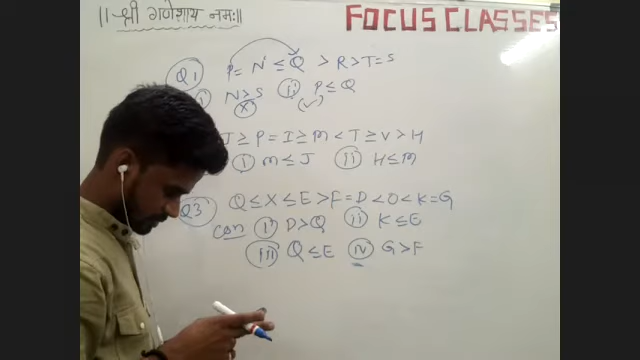 ॥ श्री गणेशाय नमः॥
FOCUS CLASSES
Q1 P = N ≤ Q > R > T = S
i N > S (X) ii P ≤ Q (✓)
J ≥ P = I ≥ M < T ≥ V > H
i M ≤ J ii H ≤ M
Q3 Q ≤ X ≤ E > F = D < O < K = G
Con i D > Q ii K ≤ E
iii Q ≤ E iv G > F